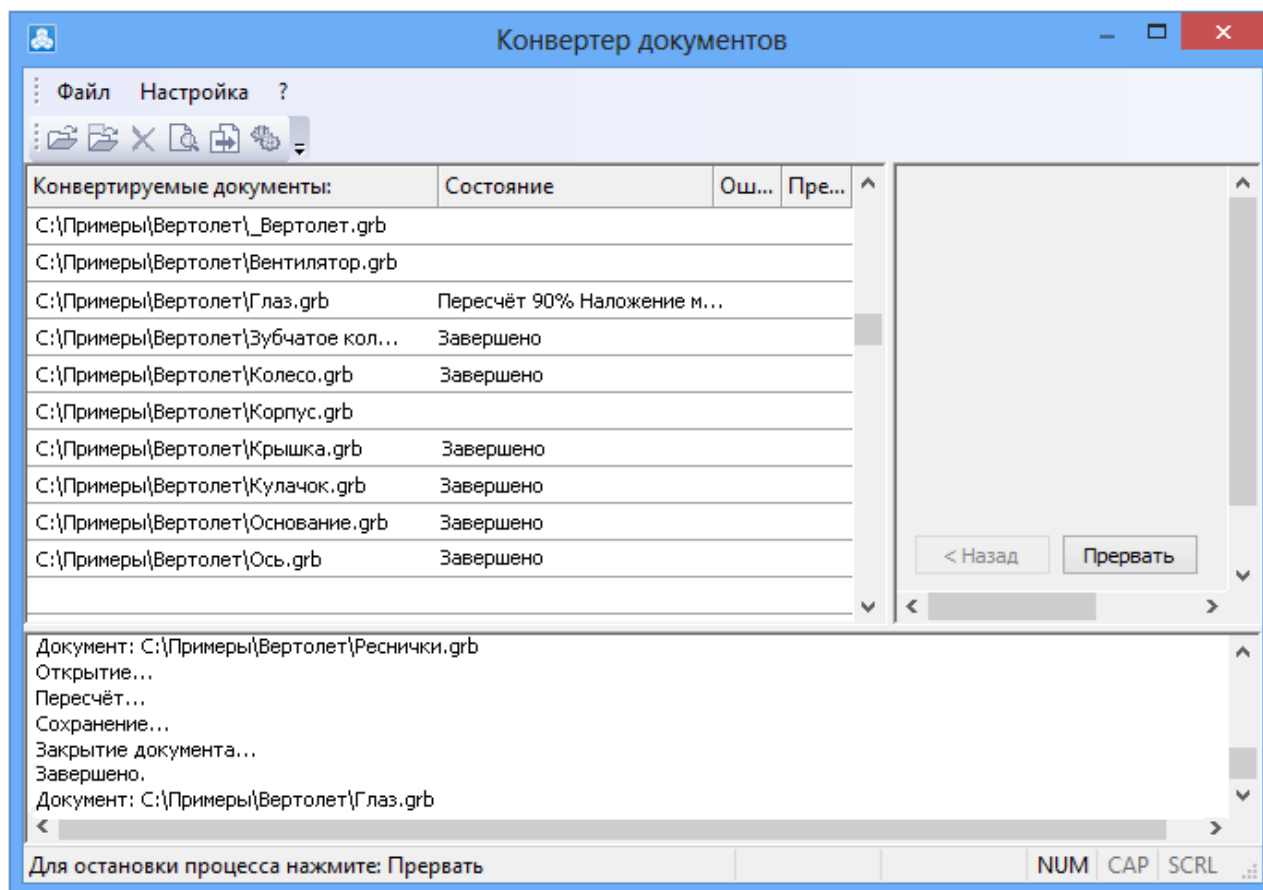 Конвертер документов
Файл Настройка ?
Конвертируемые документы: Состояние Ош... Пре...
C:\Примеры\Вертолет\_Вертолет.grb
C:\Примеры\Вертолет\Вентилятор.grb
C:\Примеры\Вертолет\Глаз.grb Пересчёт 90% Наложение м...
C:\Примеры\Вертолет\Зубчатое кол... Завершено
C:\Примеры\Вертолет\Колесо.grb Завершено
C:\Примеры\Вертолет\Корпус.grb
C:\Примеры\Вертолет\Крышка.grb Завершено
C:\Примеры\Вертолет\Кулачок.grb Завершено
C:\Примеры\Вертолет\Основание.grb Завершено
C:\Примеры\Вертолет\Ось.grb Завершено
< Назад Прервать
Документ: C:\Примеры\Вертолет\Реснички.grb
Открытие...
Пересчёт...
Сохранение...
Закрытие документа...
Завершено.
Документ: C:\Примеры\Вертолет\Глаз.grb
Для остановки процесса нажмите: Прервать NUM CAP SCRL